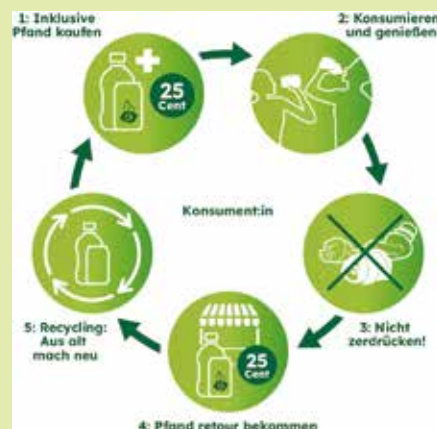 1: Inklusive
Pfand kaufen
25
Cent
2: Konsumieren
und genießen
Konsument:in
3: Nicht
zerdrücken!
25
Cent
4: Pfand retour bekommen
5: Recycling:
Aus alt
mach neu